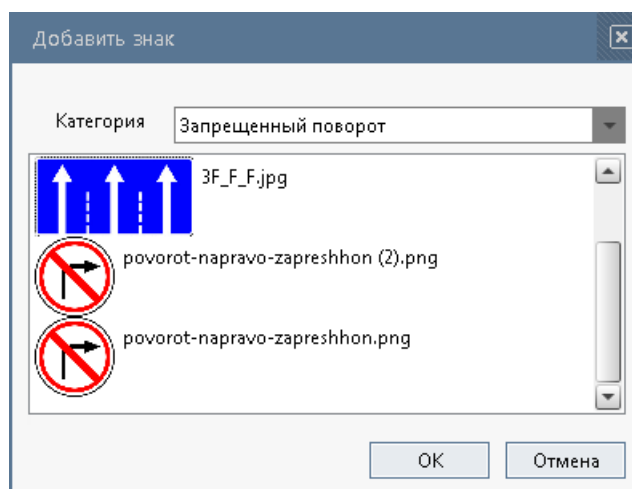 Добавить знак
Категория
Запрещенный поворот
3F_F_F.jpg
povorot-napravo-zapreshhon (2).png
povorot-napravo-zapreshhon.png
OK
Отмена